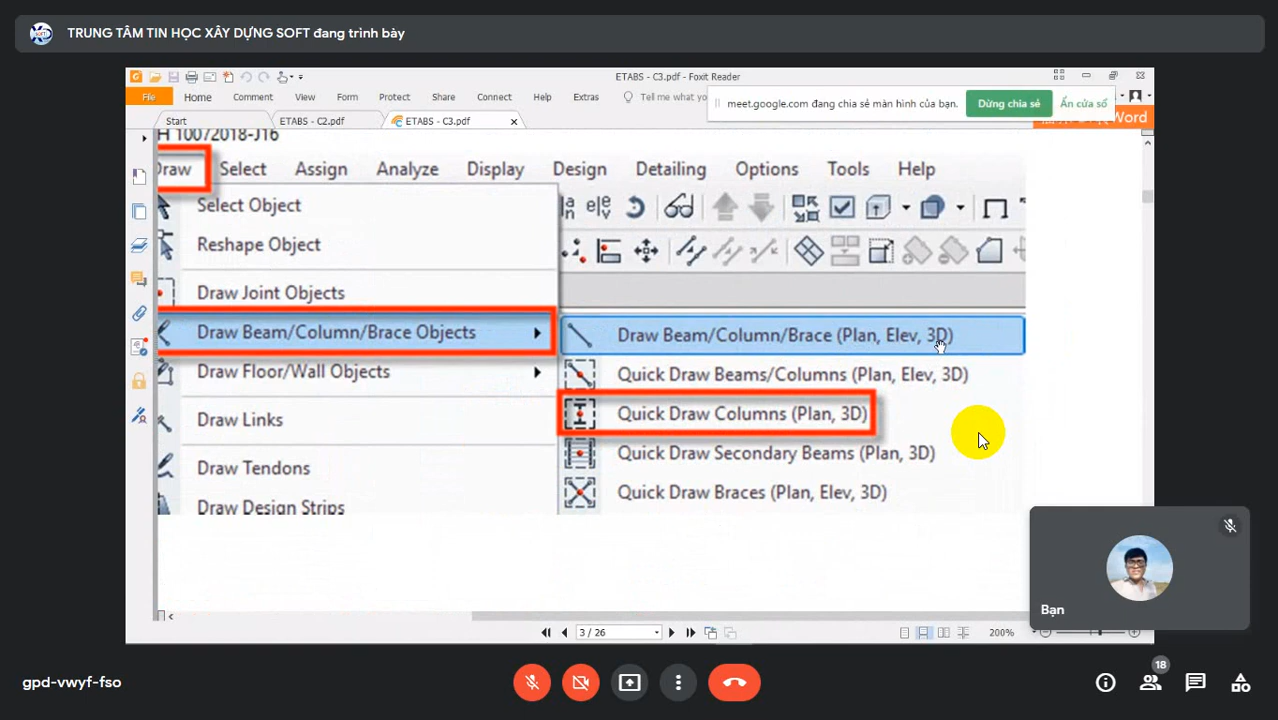 TRUNG TÂM TIN HỌC XÂY DỰNG SOFT đang trình bày
ETABS - C3.pdf - Foxit Reader
File Home Comment View Form Protect Share Connect Help Extras Tell me what yo
meet.google.com đang chia sẻ màn hình của bạn. Dừng chia sẻ Ẩn cửa sổ
Word
Start ETABS - C2.pdf ETABS - C3.pdf
H 10072018-J16
Draw Select Assign Analyze Display Design Detailing Options Tools Help
Select Object
Reshape Object
Draw Joint Objects
Draw Beam/Column/Brace Objects
Draw Floor/Wall Objects
Draw Links
Draw Tendons
Draw Design Strips
Draw Beam/Column/Brace (Plan, Elev, 3D)
Quick Draw Beams/Columns (Plan, Elev, 3D)
Quick Draw Columns (Plan, 3D)
Quick Draw Secondary Beams (Plan, 3D)
Quick Draw Braces (Plan, Elev, 3D)
Bạn
3 / 26
200%
gpd-vwyf-fso
18